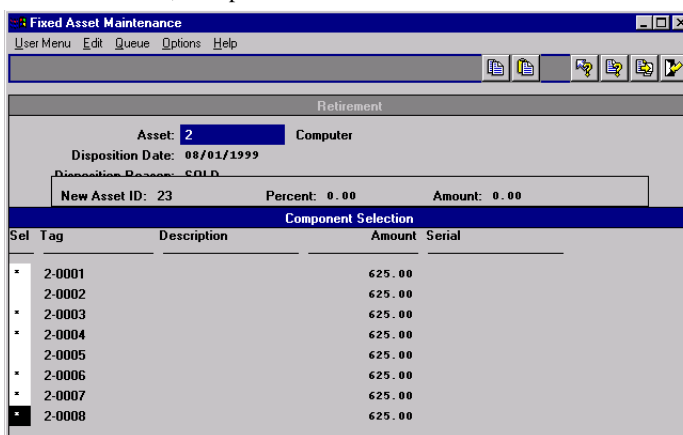 Fixed Asset Maintenance
User Menu Edit Queue Options Help
Retirement
Asset: 2 Computer
Disposition Date: 08/01/1999
Disposition Reason: SOLD
New Asset ID: 23 Percent: 0.00 Amount: 0.00
Component Selection
Sel Tag Description Amount Serial
* 2-0001 625.00
2-0002 625.00
* 2-0003 625.00
* 2-0004 625.00
2-0005 625.00
* 2-0006 625.00
* 2-0007 625.00
* 2-0008 625.00